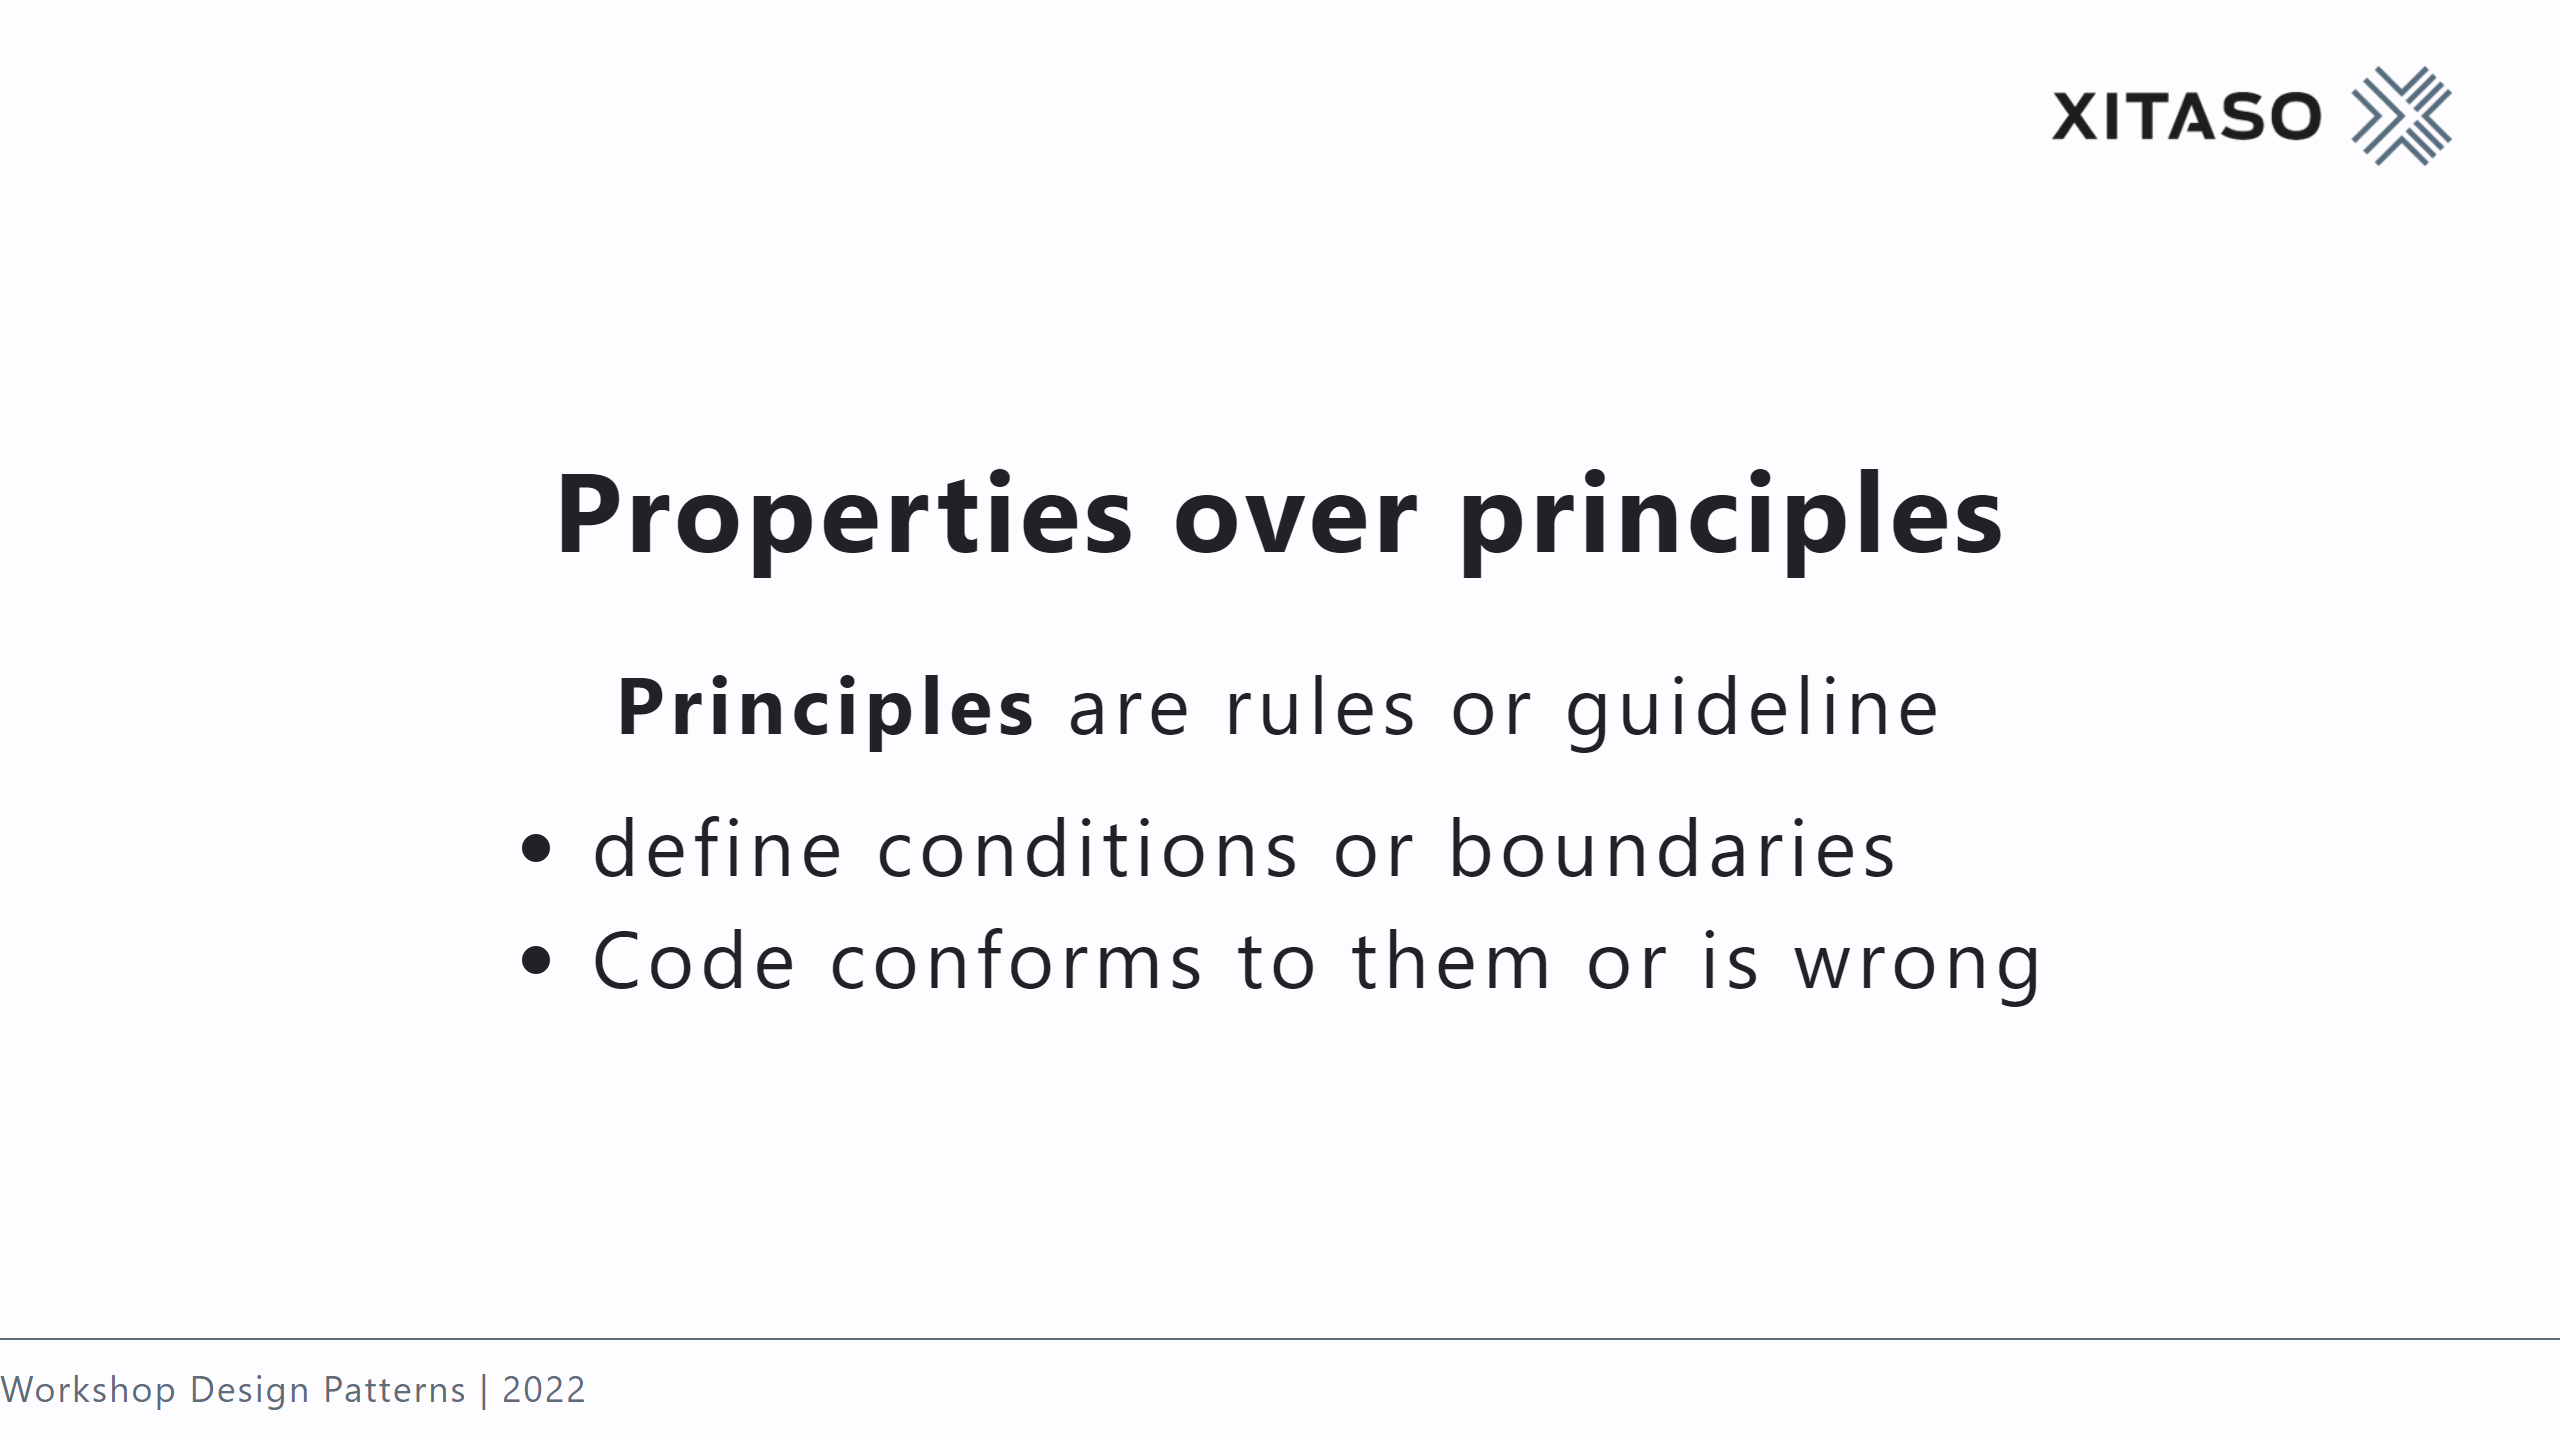 XITASO
Properties over principles
Principles are rules or guideline
• define conditions or boundaries
• Code conforms to them or is wrong
Workshop Design Patterns | 2022